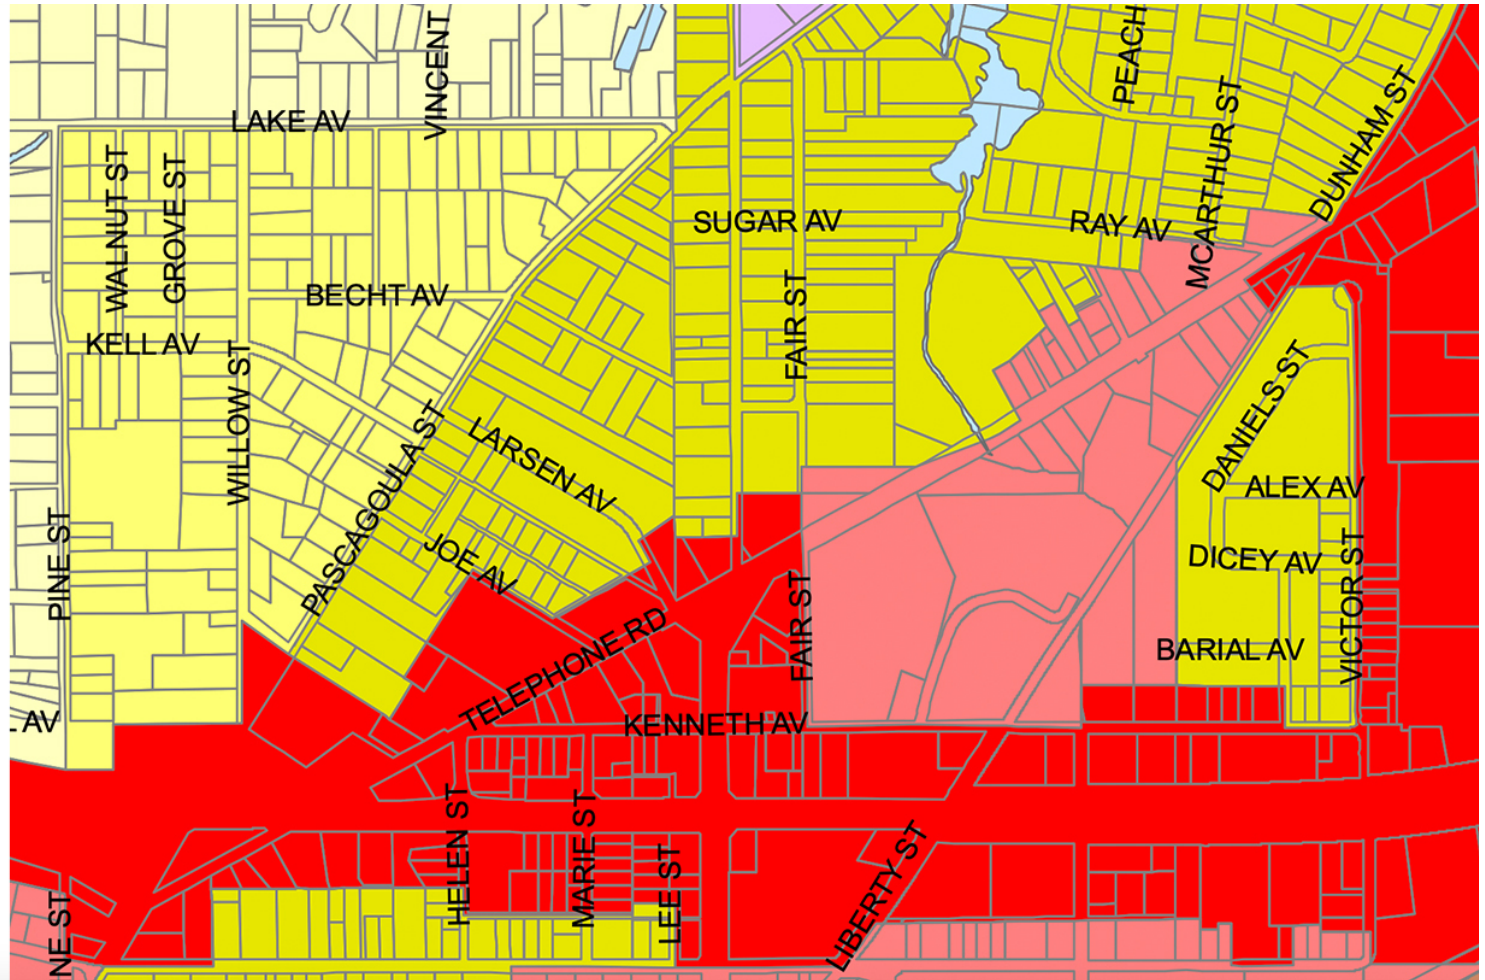 PEACH
VINCENT
LAKE AV
DUNHAM ST
MCARTHUR ST
WALNUT ST
GROVE ST
SUGAR AV
RAY AV
BECHT AV
FAIR ST
KELL AV
WILLOW ST
DANIELS ST
LARSEN AV
PASCAGOULA ST
ALEX AV
PINE ST
JOE AV
DICEY AV
VICTOR ST
FAIR ST
TELEPHONE RD
BARIAL AV
AV
KENNETH AV
HELEN ST
MARIE ST
LEE ST
LIBERTY ST
NE ST